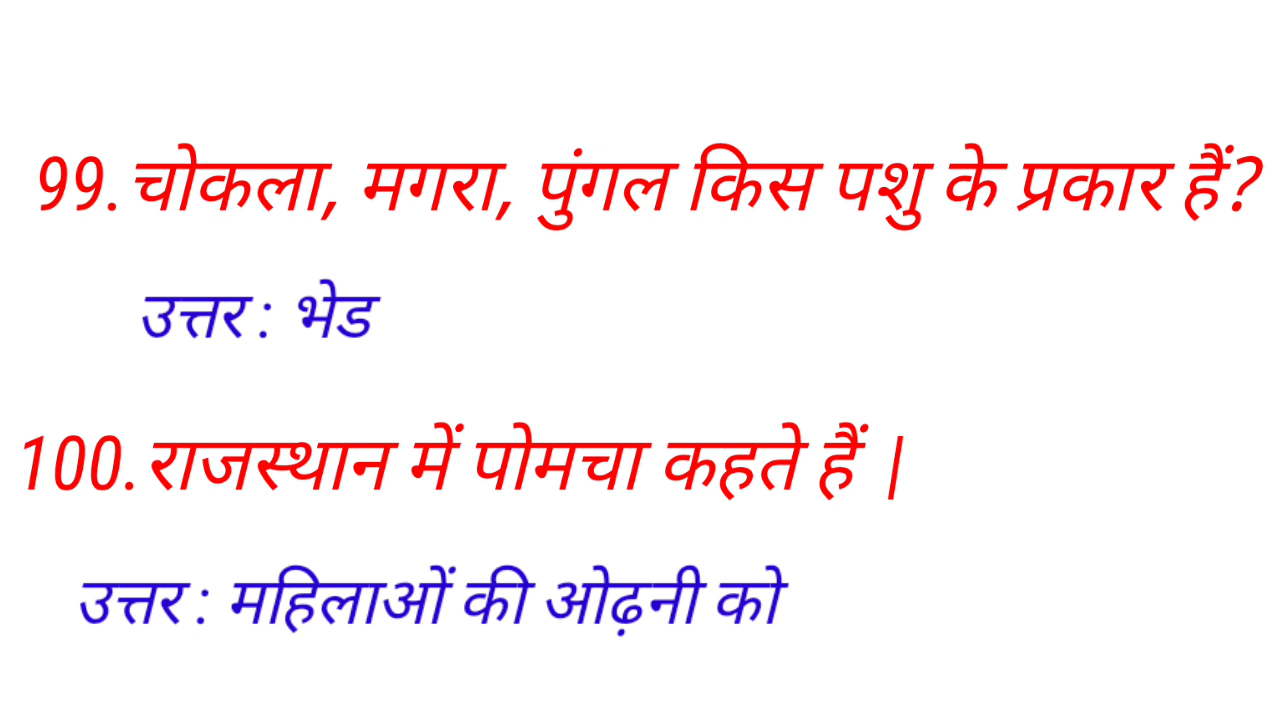 99. चोकला, मगरा, पुंगल किस पशु के प्रकार हैं?
उत्तर : भेड
100. राजस्थान में पोमचा कहते हैं |
उत्तर : महिलाओं की ओढ़नी को